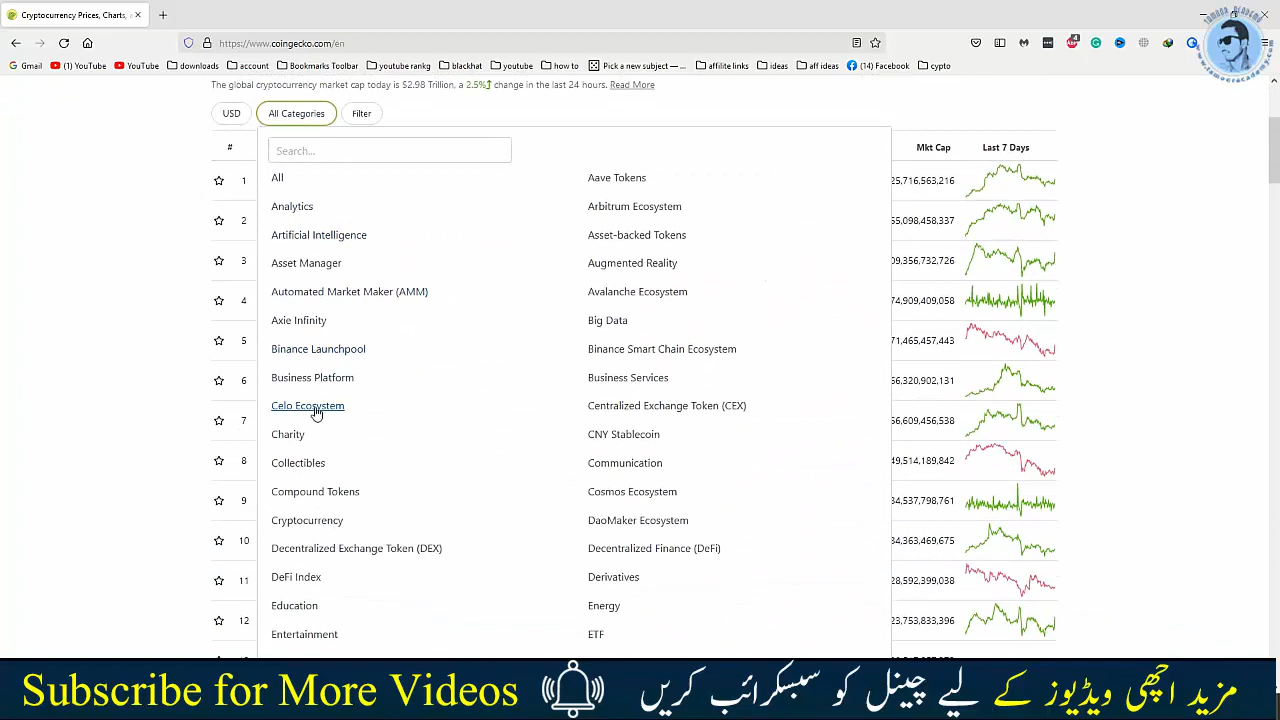 Cryptocurrency Prices, Charts, a
https://www.coingecko.com/en
Gmail (1) YouTube YouTube downloads account Bookmarks Toolbar youtube rankg blackhat youtube how to Pick a new subject — ... affilite links ideas aff ideas (14) Facebook cypto
The global cryptocurrency market cap today is $2.98 Trillion, a 2.5% change in the last 24 hours. Read More
USD All Categories Filter
# Mkt Cap Last 7 Days
Search...
All Aave Tokens
1 25,716,563,216
Analytics Arbitrum Ecosystem
2 55,098,458,337
Artificial Intelligence Asset-backed Tokens
Asset Manager Augmented Reality
3 09,356,732,726
Automated Market Maker (AMM) Avalanche Ecosystem
4 74,909,409,058
Axie Infinity Big Data
5 71,465,457,443
Binance Launchpool Binance Smart Chain Ecosystem
Business Platform Business Services
6 56,320,902,131
Celo Ecosystem Centralized Exchange Token (CEX)
7 56,609,458,538
Charity CNY Stablecoin
Collectibles Communication
8 49,514,189,842
Compound Tokens Cosmos Ecosystem
9 34,537,798,761
Cryptocurrency DaoMaker Ecosystem
10 34,363,469,675
Decentralized Exchange Token (DEX) Decentralized Finance (DeFi)
DeFi Index Derivatives
11 28,592,399,038
Education Energy
12 23,753,833,396
Entertainment ETF
Subscribe for More Videos
مزید اچھی ویڈیوز کے لیے چینل کو سبسکرائب کریں